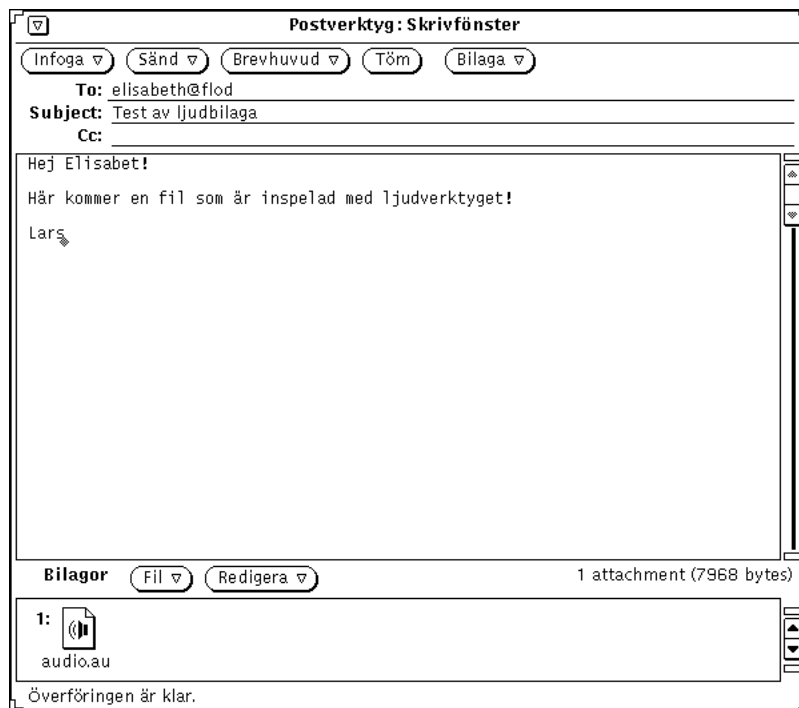 Postverktyg: Skrivfönster
Infoga Sänd Brevhuvud Töm Bilaga
To: elisabeth@flod
Subject: Test av ljudbilaga
Cc:
Hej Elisabet!
Här kommer en fil som är inspelad med ljudverktyget!
Lars
Bilagor Fil Redigera 1 attachment (7968 bytes)
1:
audio.au
Överföringen är klar.